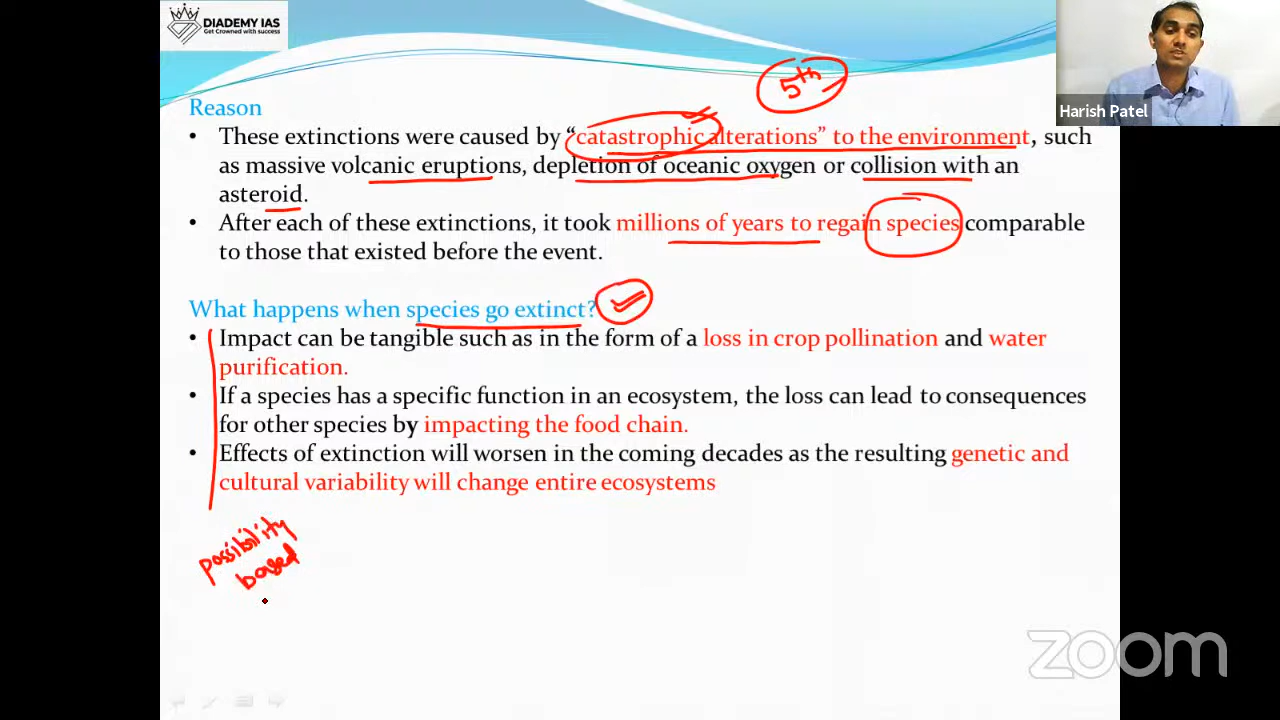 DIADEMY IAS
Get Crowned with success
5th
Harish Patel
Reason
• These extinctions were caused by “catastrophic alterations” to the environment, such
as massive volcanic eruptions, depletion of oceanic oxygen or collision with an
asteroid.
• After each of these extinctions, it took millions of years to regain species comparable
to those that existed before the event.
What happens when species go extinct?
• Impact can be tangible such as in the form of a loss in crop pollination and water
purification.
• If a species has a specific function in an ecosystem, the loss can lead to consequences
for other species by impacting the food chain.
• Effects of extinction will worsen in the coming decades as the resulting genetic and
cultural variability will change entire ecosystems
possibility
based
zoom